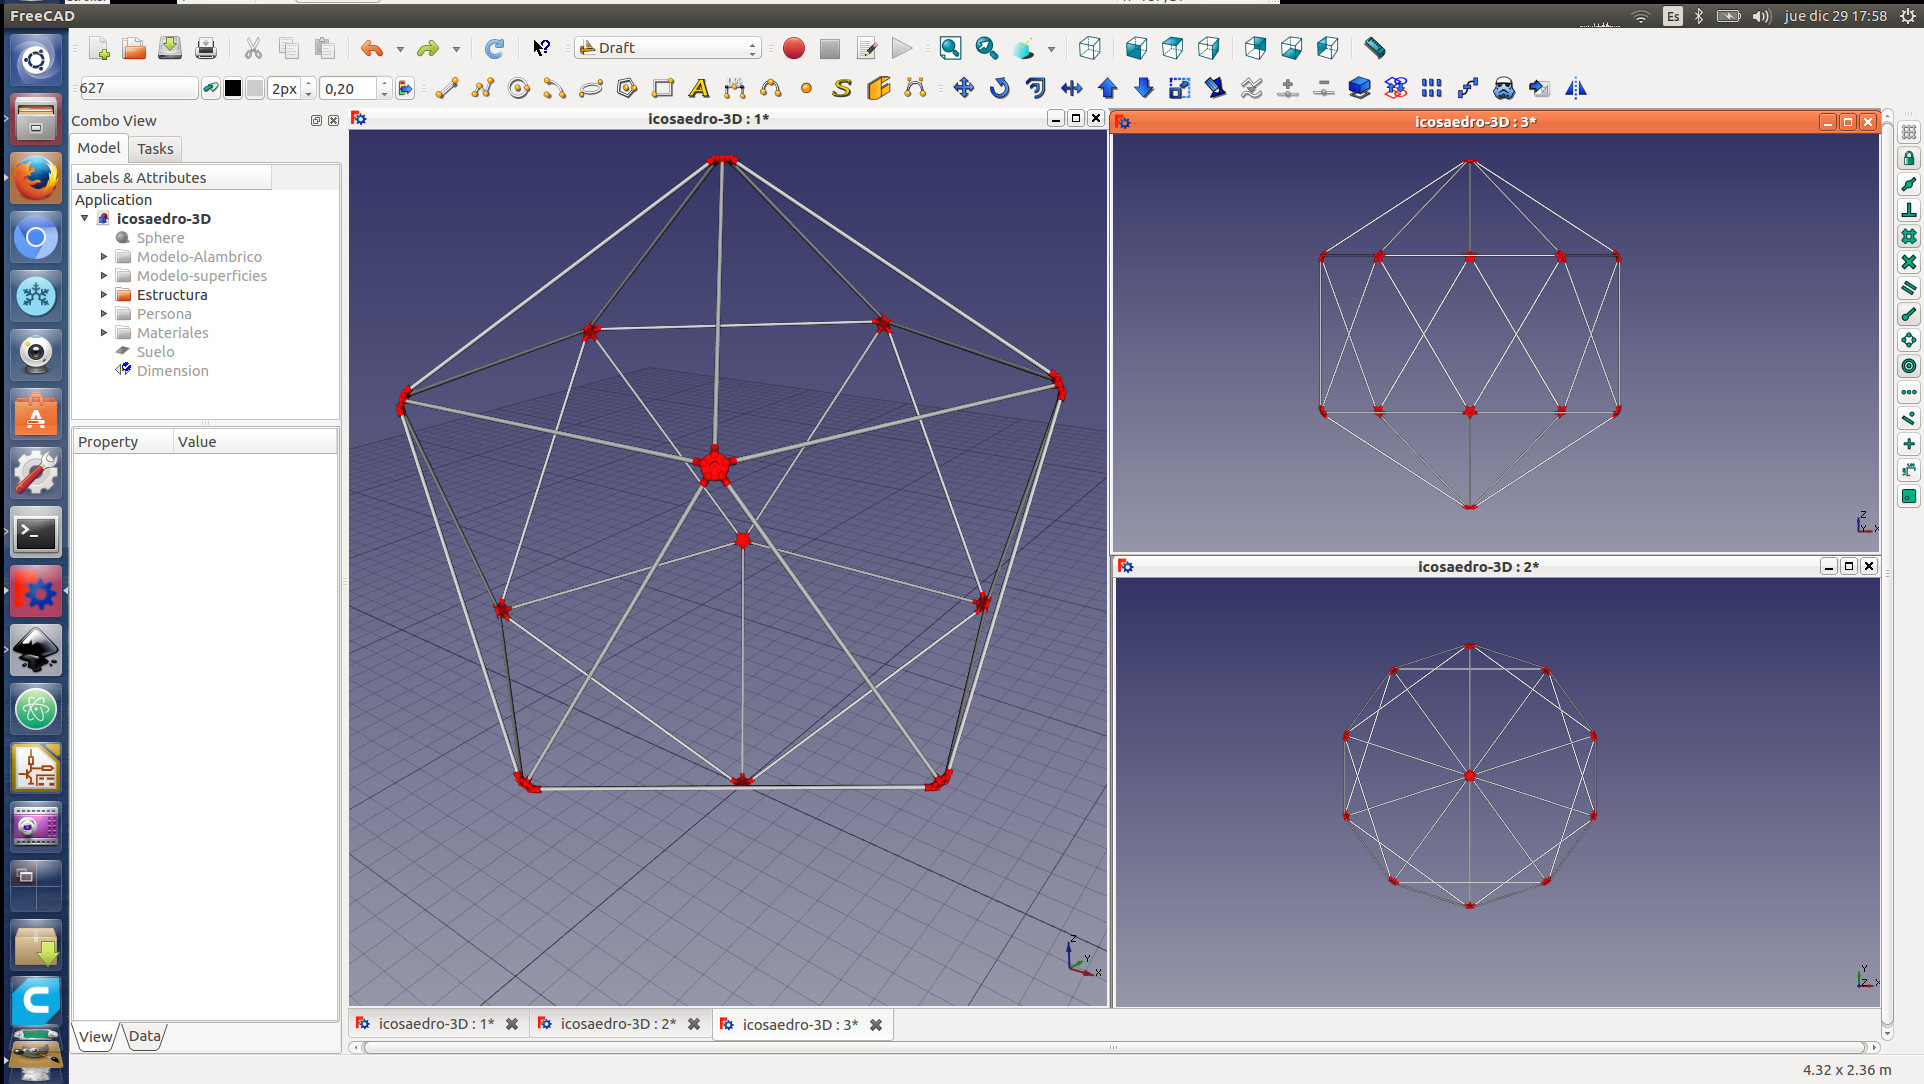 FreeCAD
Es
jue dic 29 17:58
Draft
627
2px
0,20
Combo View
Model
Tasks
Labels & Attributes
Application
icosaedro-3D
Sphere
Modelo-Alambrico
Modelo-superficies
Estructura
Persona
Materiales
Suelo
Dimension
Property
Value
View
Data
icosaedro-3D : 1*
Z
Y
X
icosaedro-3D : 3*
Z
Y
X
icosaedro-3D : 2*
Y
Z
X
icosaedro-3D : 1*
icosaedro-3D : 2*
icosaedro-3D : 3*
4.32 x 2.36 m